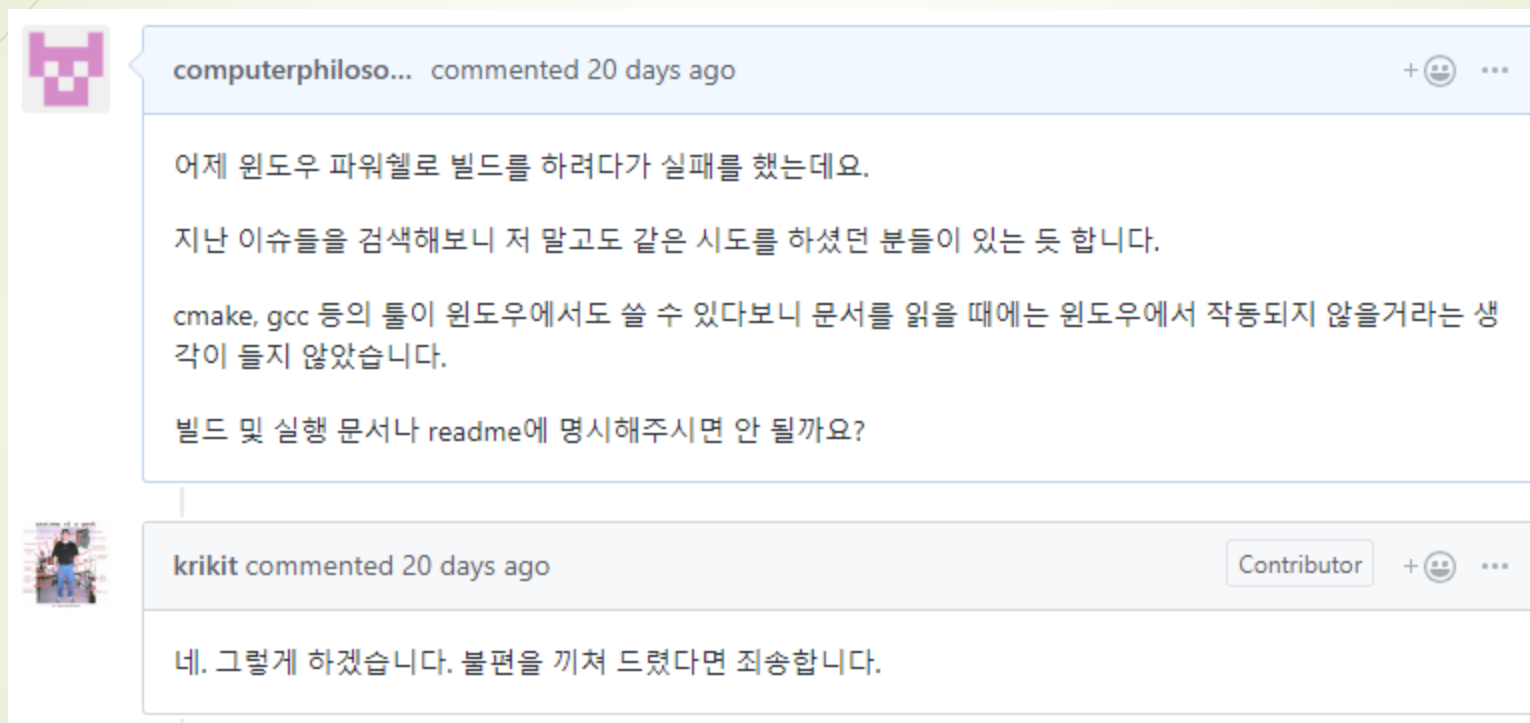 computerphiloso... commented 20 days ago
어제 윈도우 파워쉘로 빌드를 하려다가 실패를 했는데요.
지난 이슈들을 검색해보니 저 말고도 같은 시도를 하셨던 분들이 있는 듯 합니다.
cmake, gcc 등의 툴이 윈도우에서도 쓸 수 있다보니 문서를 읽을 때에는 윈도우에서 작동되지 않을거라는 생
각이 들지 않았습니다.
빌드 및 실행 문서나 readme에 명시해주시면 안 될까요?
krikit commented 20 days ago Contributor
네. 그렇게 하겠습니다. 불편을 끼쳐 드렸다면 죄송합니다.